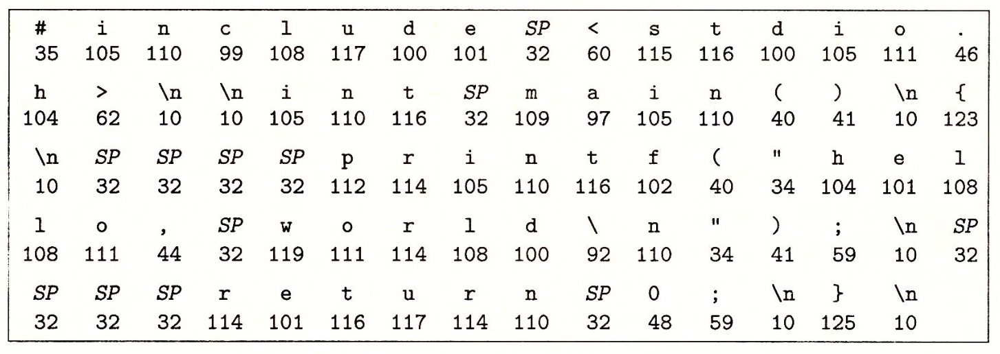 # i n c l u d e SP < s t d i o .
35 105 110 99 108 117 100 101 32 60 115 116 100 105 111 46
h > \n \n i n t SP m a i n ( ) \n {
104 62 10 10 105 110 116 32 109 97 105 110 40 41 10 123
\n SP SP SP SP p r i n t f ( " h e l
10 32 32 32 32 112 114 105 110 116 102 40 34 104 101 108
l o , SP w o r l d \ n " ) ; \n SP
108 111 44 32 119 111 114 108 100 92 110 34 41 59 10 32
SP SP SP r e t u r n SP 0 ; \n } \n
32 32 32 114 101 116 117 114 110 32 48 59 10 125 10